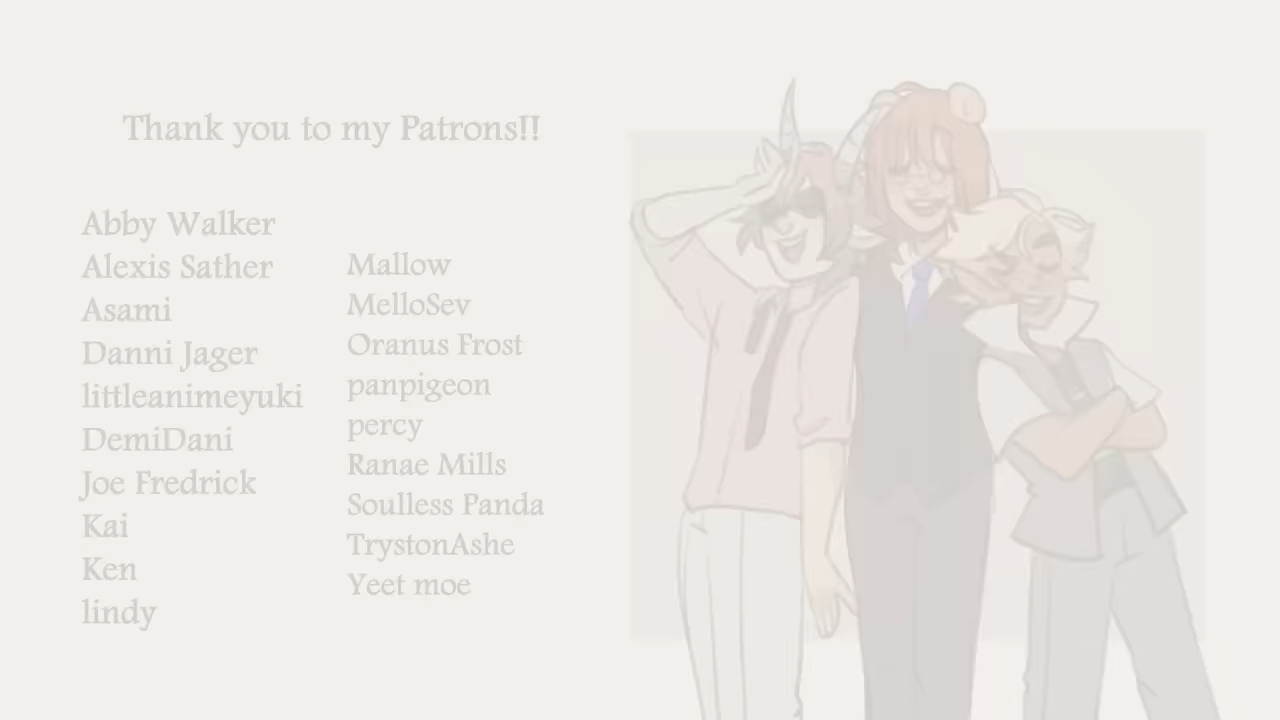 Thank you to my Patrons!!
Abby Walker
Alexis Sather
Asami
Danni Jager
littleanimeyuki
DemiDani
Joe Fredrick
Kai
Ken
lindy
Mallow
MelloSev
Oranus Frost
panpigeon
percy
Ranae Mills
Soulless Panda
TrystonAshe
Yeet moe